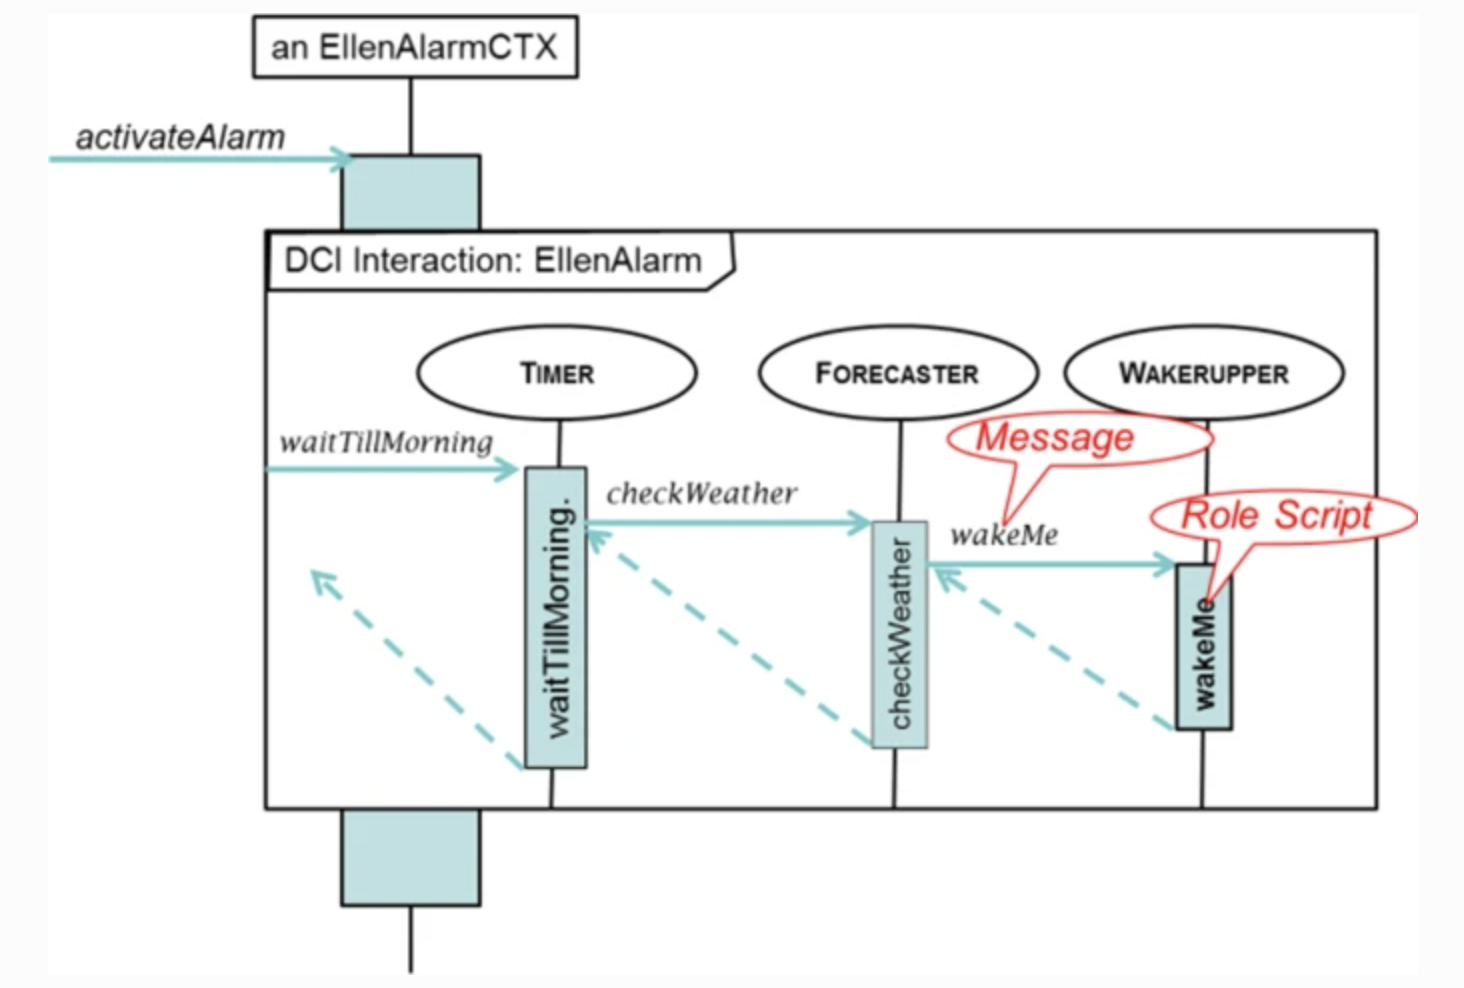 an EllenAlarmCTX
activateAlarm
DCI Interaction: EllenAlarm
TIMER
FORECASTER
WAKERUPPER
waitTillMorning
Message
checkWeather
Role Script
wakeMe
waitTillMorning.
checkWeather
wakeMe